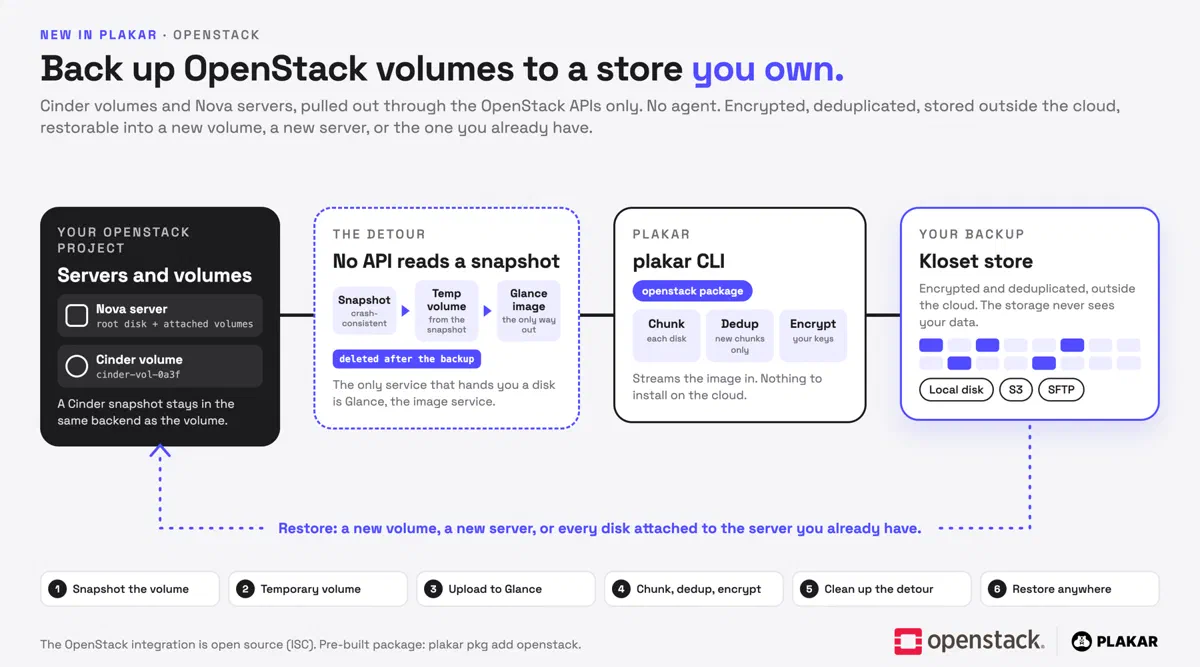 NEW IN PLAKAR · OPENSTACK
Back up OpenStack volumes to a store you own.
Cinder volumes and Nova servers, pulled out through the OpenStack APIs only. No agent. Encrypted, deduplicated, stored outside the cloud,
restorable into a new volume, a new server, or the one you already have.
YOUR OPENSTACK
PROJECT
Servers and volumes
Nova server
root disk + attached volumes
Cinder volume
cinder-vol-0a3f
A Cinder snapshot stays in the
same backend as the volume.
THE DETOUR
No API reads a snapshot
Snapshot
crash-
consistent
Temp
volume
from the
snapshot
Glance
image
the only way
out
deleted after the backup
The only service that hands you a disk
is Glance, the image service.
PLAKAR
plakar CLI
openstack package
Chunk
each disk
Dedup
new chunks
only
Encrypt
your keys
Streams the image in. Nothing to
install on the cloud.
YOUR BACKUP
Kloset store
Encrypted and deduplicated, outside
the cloud. The storage never sees
your data.
Local disk
S3
SFTP
Restore: a new volume, a new server, or every disk attached to the server you already have.
1 Snapshot the volume
2 Temporary volume
3 Upload to Glance
4 Chunk, dedup, encrypt
5 Clean up the detour
6 Restore anywhere
The OpenStack integration is open source (ISC). Pre-built package: plakar pkg add openstack.
openstack.
PLAKAR